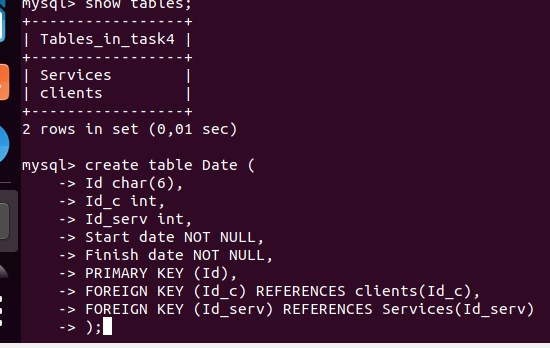 mysql> show tables;
+-----------------+
| Tables_in_task4 |
+-----------------+
| Services        |
| clients         |
+-----------------+
2 rows in set (0,01 sec)
mysql> create table Date (
    -> Id char(6),
    -> Id_c int,
    -> Id_serv int,
    -> Start date NOT NULL,
    -> Finish date NOT NULL,
    -> PRIMARY KEY (Id),
    -> FOREIGN KEY (Id_c) REFERENCES clients(Id_c),
    -> FOREIGN KEY (Id_serv) REFERENCES Services(Id_serv)
    -> );